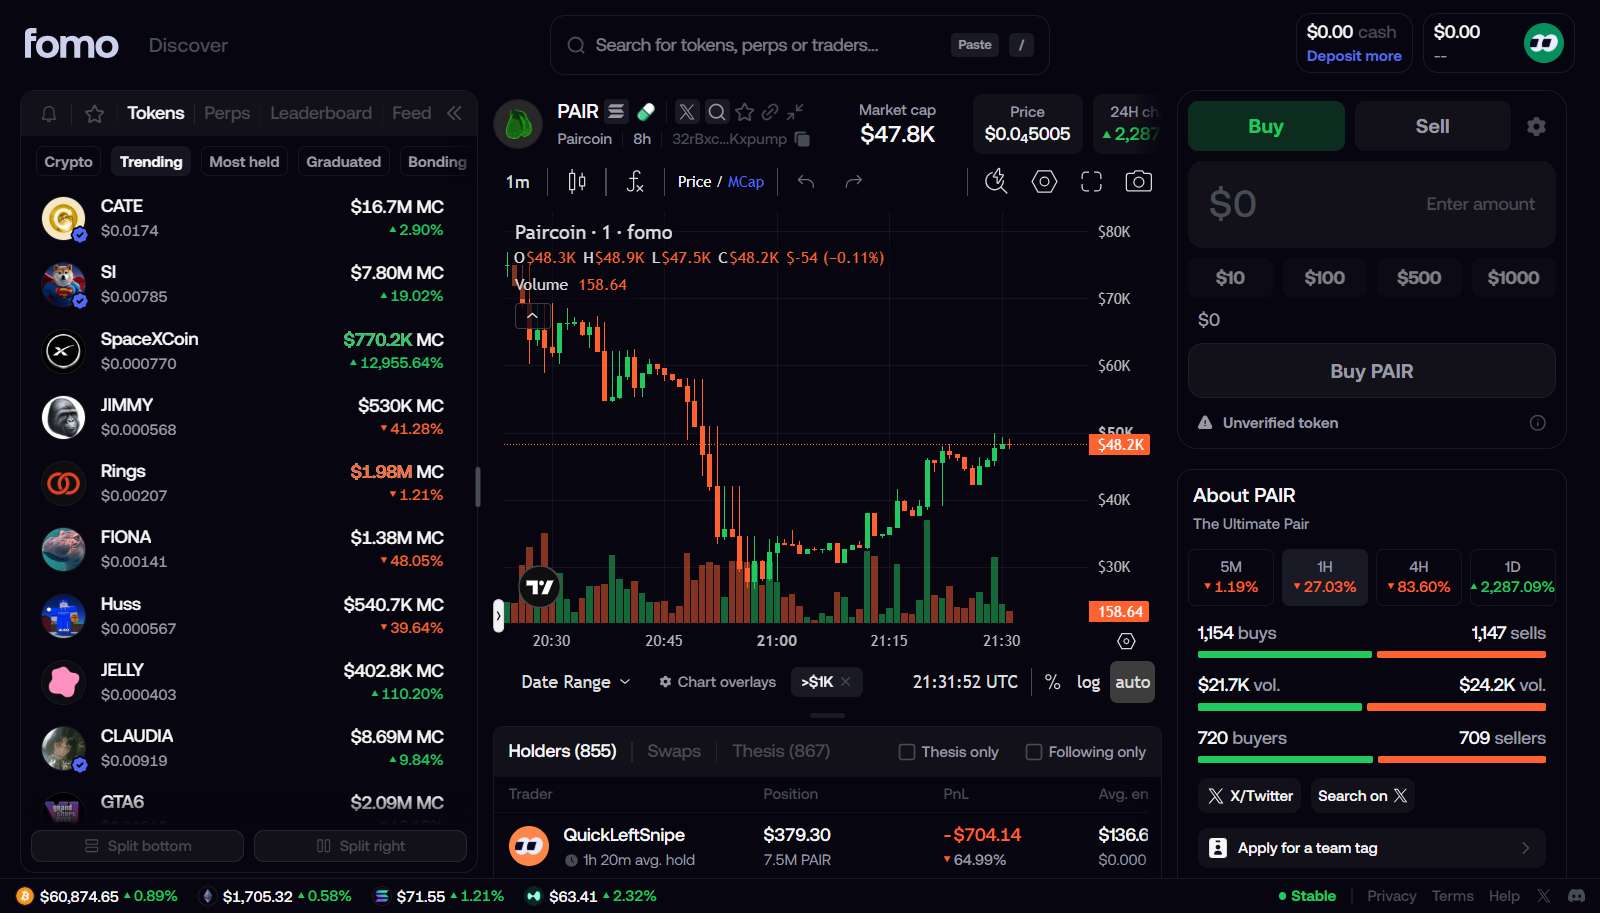 fomo
Discover
Search for tokens, perps or traders...
Paste
/
$0.00 cash
Deposit more
$0.00
--
Tokens
Perps
Leaderboard
Feed
Crypto
Trending
Most held
Graduated
Bonding
CATE
$0.0174
$16.7M MC
2.90%
SI
$0.00785
$7.80M MC
19.02%
SpaceXCoin
$0.000770
$770.2K MC
12,955.64%
JIMMY
$0.000568
$530K MC
41.28%
Rings
$0.00207
$1.98M MC
1.21%
FIONA
$0.00141
$1.38M MC
48.05%
Huss
$0.000567
$540.7K MC
39.64%
JELLY
$0.000403
$402.8K MC
110.20%
CLAUDIA
$0.00919
$8.69M MC
9.84%
GTA6
$2.09M MC
Split bottom
Split right
PAIR
Paircoin
8h
32rBxc...Kxpump
Market cap
$47.8K
Price
$0.0₄5005
24H ch
2,287
1m
Price / MCap
Paircoin · 1 · fomo
O$48.3K H$48.9K L$47.5K C$48.2K $-54 (−0.11%)
Volume 158.64
$80K
$70K
$60K
$50K
$48.2K
$40K
$30K
158.64
20:30
20:45
21:00
21:15
21:30
Date Range
Chart overlays
>$1K
21:31:52 UTC
%
log
auto
Holders (855)
Swaps
Thesis (867)
Thesis only
Following only
Trader
Position
PnL
Avg. en
QuickLeftSnipe
1h 20m avg. hold
$379.30
7.5M PAIR
-$704.14
64.99%
$136.6
$0.000
Buy
Sell
$0
Enter amount
$10
$100
$500
$1000
$0
Buy PAIR
Unverified token
About PAIR
The Ultimate Pair
5M
1.19%
1H
27.03%
4H
83.60%
1D
2,287.09%
1,154 buys
1,147 sells
$21.7K vol.
$24.2K vol.
720 buyers
709 sellers
X/Twitter
Search on X
Apply for a team tag
$60,874.65 0.89%
$1,705.32 0.58%
$71.55 1.21%
$63.41 2.32%
Stable
Privacy
Terms
Help